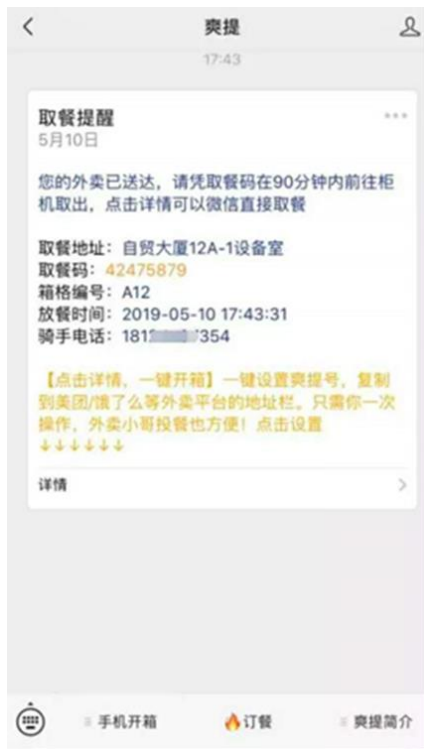 爽提
17:43
取餐提醒
5月10日
您的外卖已送达，请凭取餐码在90分钟内前往柜
机取出，点击详情可以微信直接取餐
取餐地址：自贸大厦12A-1设备室
取餐码：42475879
箱格编号：A12
放餐时间：2019-05-10 17:43:31
骑手电话：181 354
【点击详情，一键开箱】一键设置爽提号，复制
到美团/饿了么等外卖平台的地址栏。只需你一次
操作，外卖小哥投餐也方便！点击设置
↓↓↓↓↓↓
详情
手机开箱
订餐
爽提简介